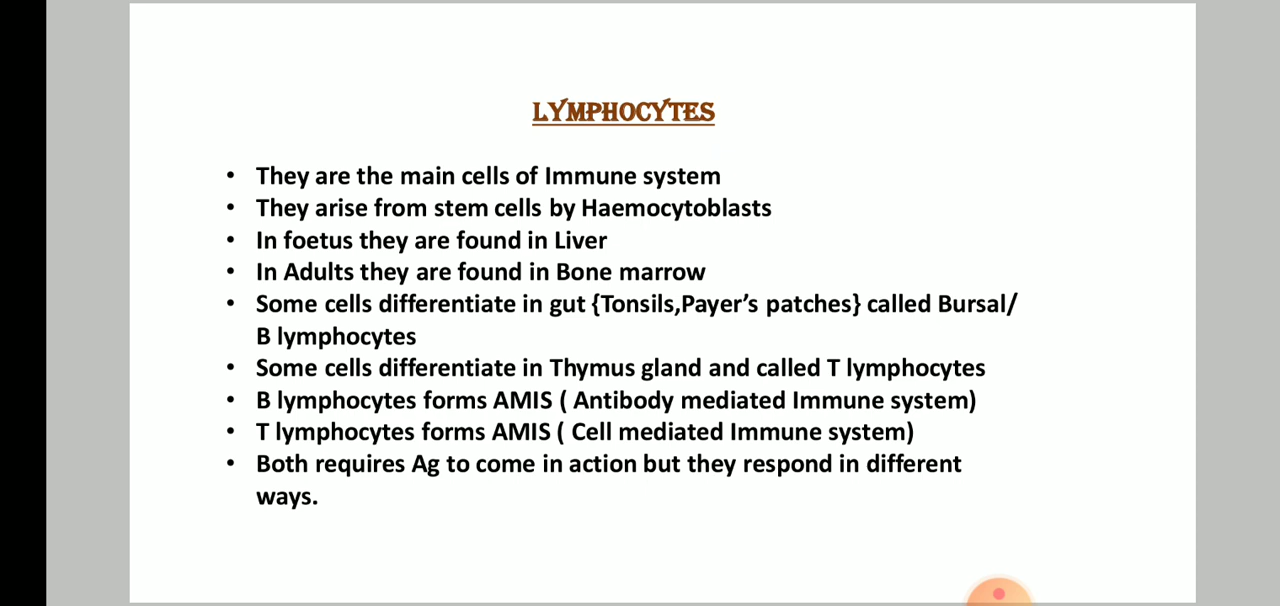 LYMPHOCYTES
• They are the main cells of Immune system
• They arise from stem cells by Haemocytoblasts
• In foetus they are found in Liver
• In Adults they are found in Bone marrow
• Some cells differentiate in gut {Tonsils,Payer’s patches} called Bursal/
B lymphocytes
• Some cells differentiate in Thymus gland and called T lymphocytes
• B lymphocytes forms AMIS ( Antibody mediated Immune system)
• T lymphocytes forms AMIS ( Cell mediated Immune system)
• Both requires Ag to come in action but they respond in different
ways.